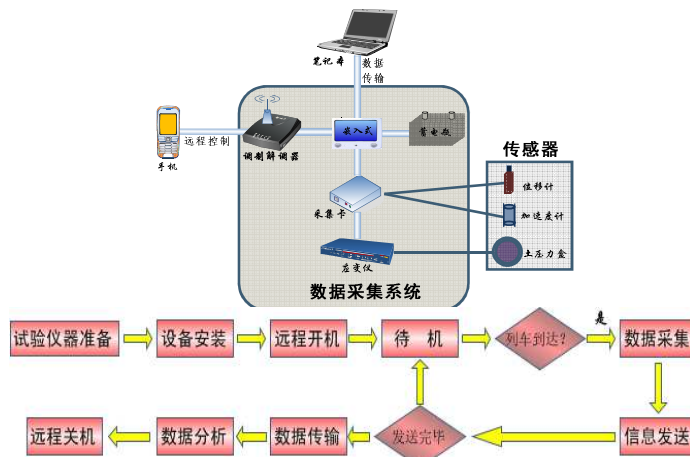 笔记本
数据
传输
嵌入式
蓄电瓶
远程控制
手机
调制解调器
传感器
位移计
采集卡
加速度计
应变仪
土压力盒
数据采集系统
试验仪器准备
设备安装
远程开机
待 机
列车到达?
是
数据采集
远程关机
数据分析
数据传输
发送完毕
信息发送